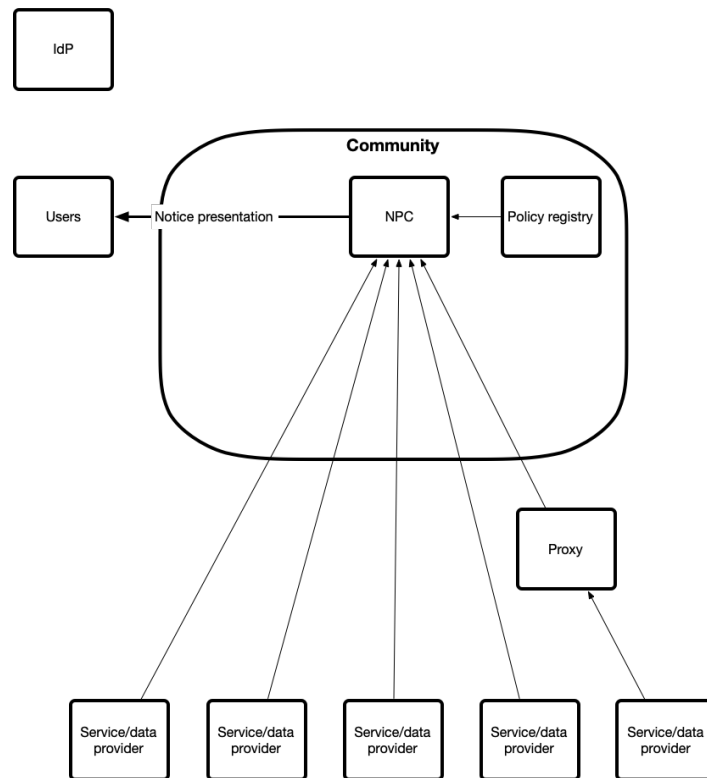 IdP
Community
Users
Notice presentation
NPC
Policy registry
Proxy
Service/data
provider
Service/data
provider
Service/data
provider
Service/data
provider
Service/data
provider